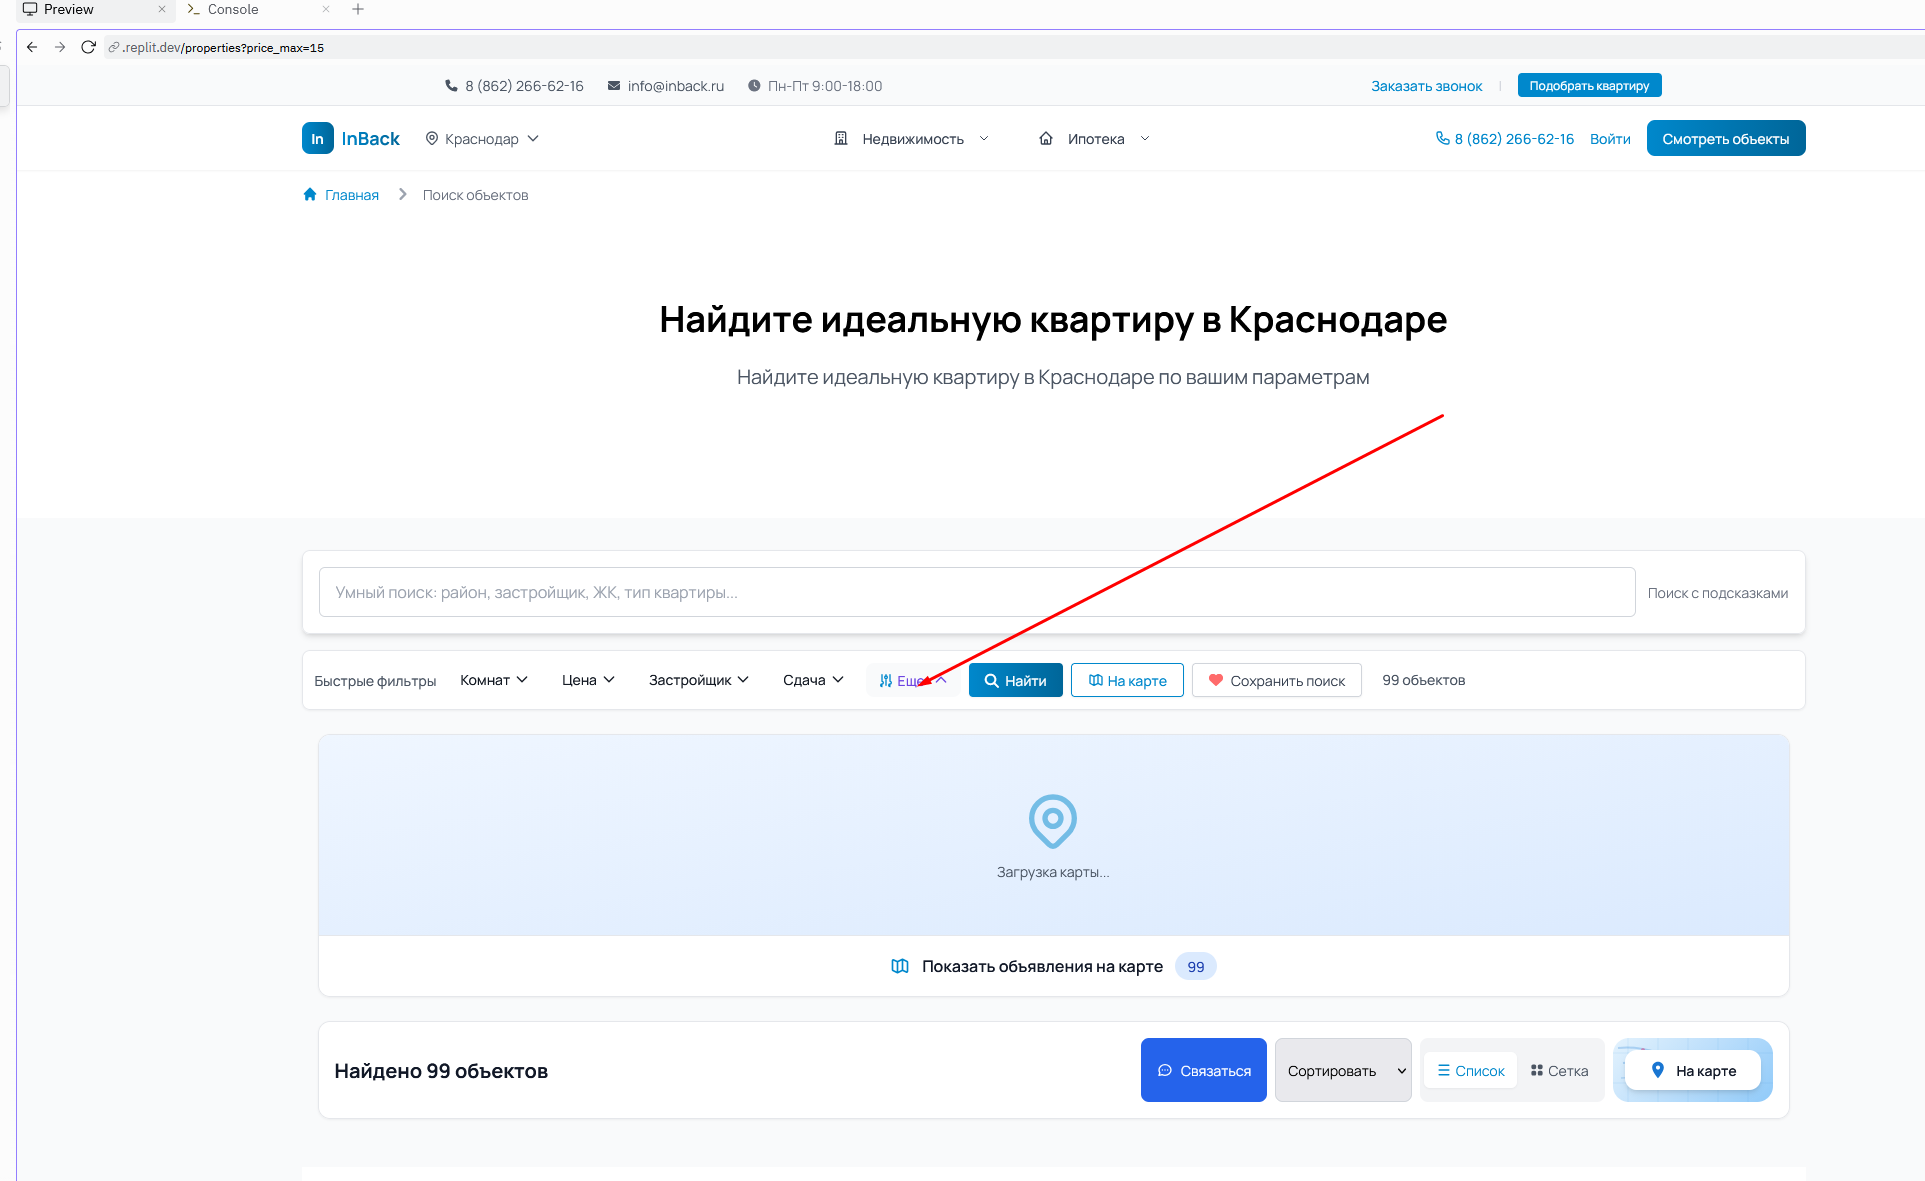 Preview
Console
.replit.dev/properties?price_max=15
8 (862) 266-62-16 info@inback.ru Пн-Пт 9:00-18:00 Заказать звонок Подобрать квартиру
In InBack Краснодар Недвижимость Ипотека 8 (862) 266-62-16 Войти Смотреть объекты
Главная Поиск объектов
Найдите идеальную квартиру в Краснодаре
Найдите идеальную квартиру в Краснодаре по вашим параметрам
Умный поиск: район, застройщик, ЖК, тип квартиры... Поиск с подсказками
Быстрые фильтры Комнат Цена Застройщик Сдача Еще Найти На карте Сохранить поиск 99 объектов
Загрузка карты...
Показать объявления на карте 99
Найдено 99 объектов Связаться Сортировать Список Сетка На карте